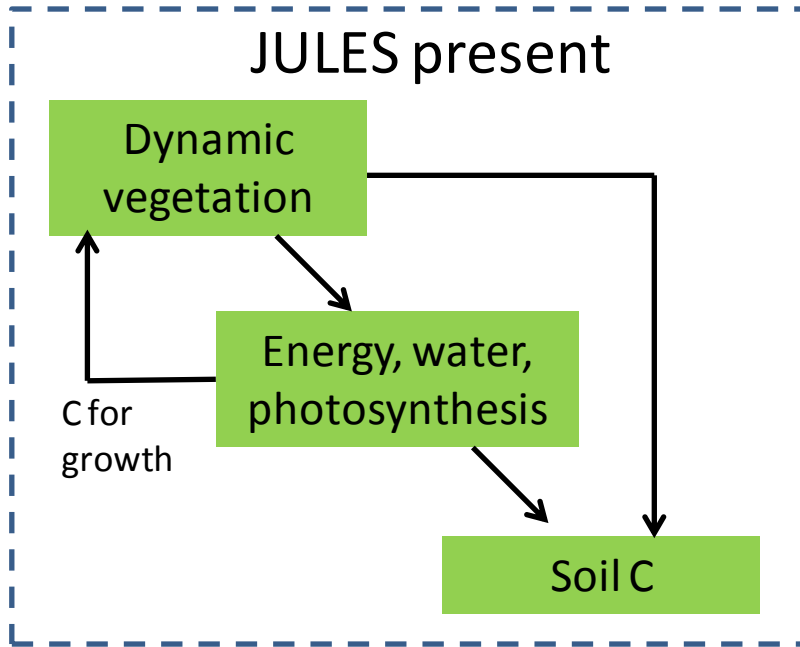 JULES present
Dynamic
vegetation
Energy, water,
photosynthesis
C for
growth
Soil C